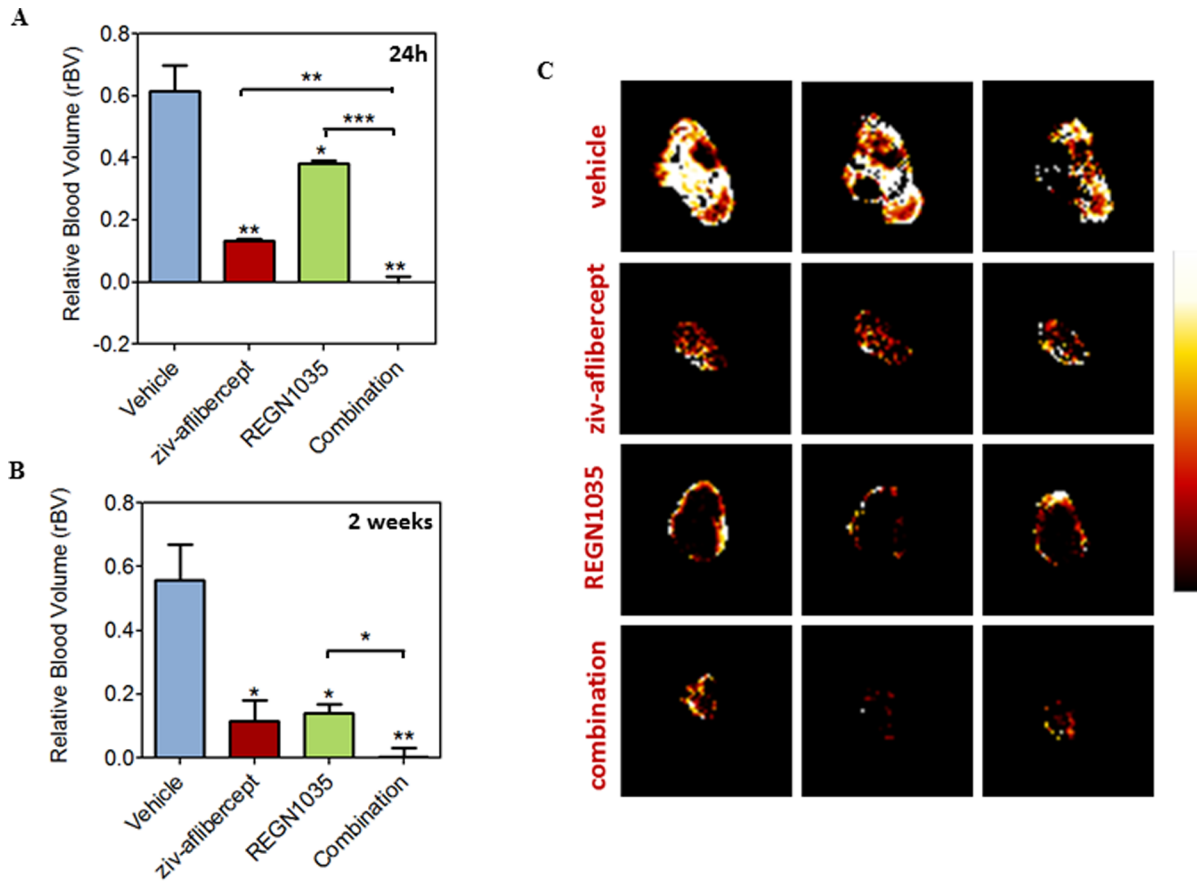 A
0.8
0.6
0.4
0.2
0.0
-0.2
Relative Blood Volume (rBV)
24h
**
***
*
**
**
Vehicle
ziv-aflibercept
REGN1035
Combination
B
0.8
0.6
0.4
0.2
0.0
Relative Blood Volume (rBV)
2 weeks
*
*
*
**
Vehicle
ziv-aflibercept
REGN1035
Combination
C
vehicle
ziv-aflibercept
REGN1035
combination